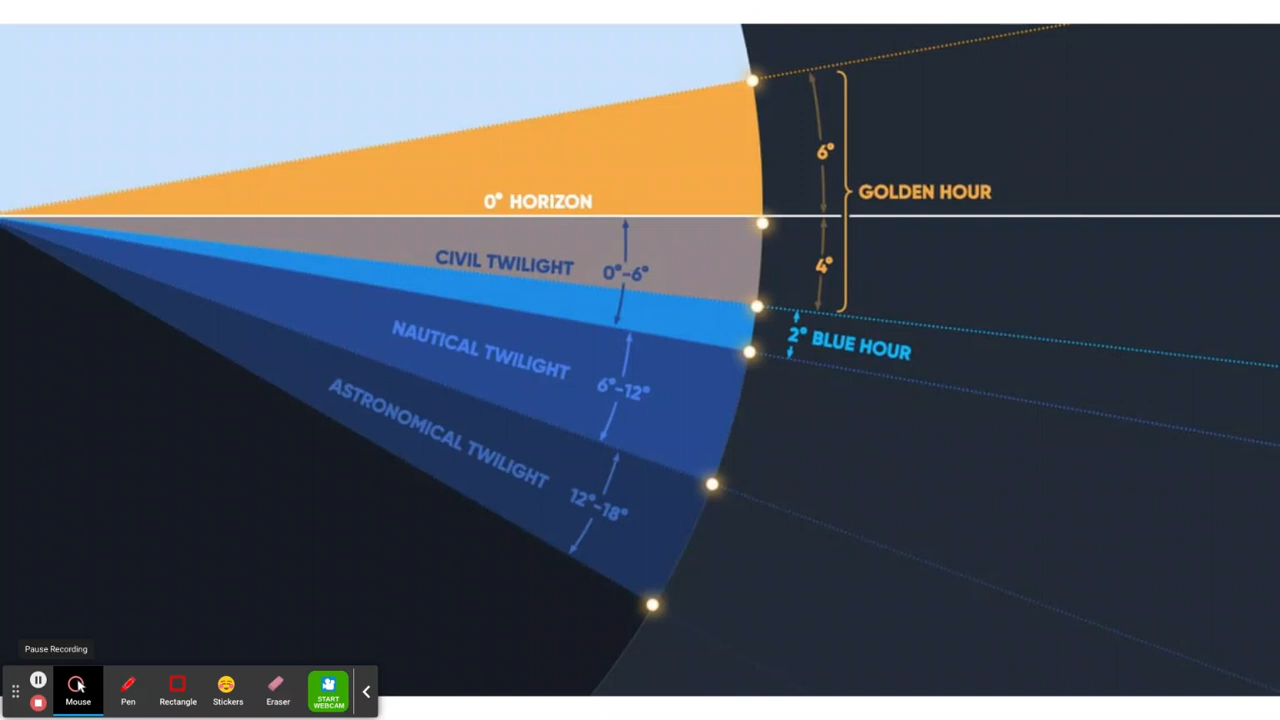 6°
GOLDEN HOUR
0° HORIZON
CIVIL TWILIGHT
0°-6°
4°
2° BLUE HOUR
NAUTICAL TWILIGHT
6°-12°
ASTRONOMICAL TWILIGHT
12°-18°
Pause Recording
Mouse
Pen
Rectangle
Stickers
Eraser
START
WEBCAM